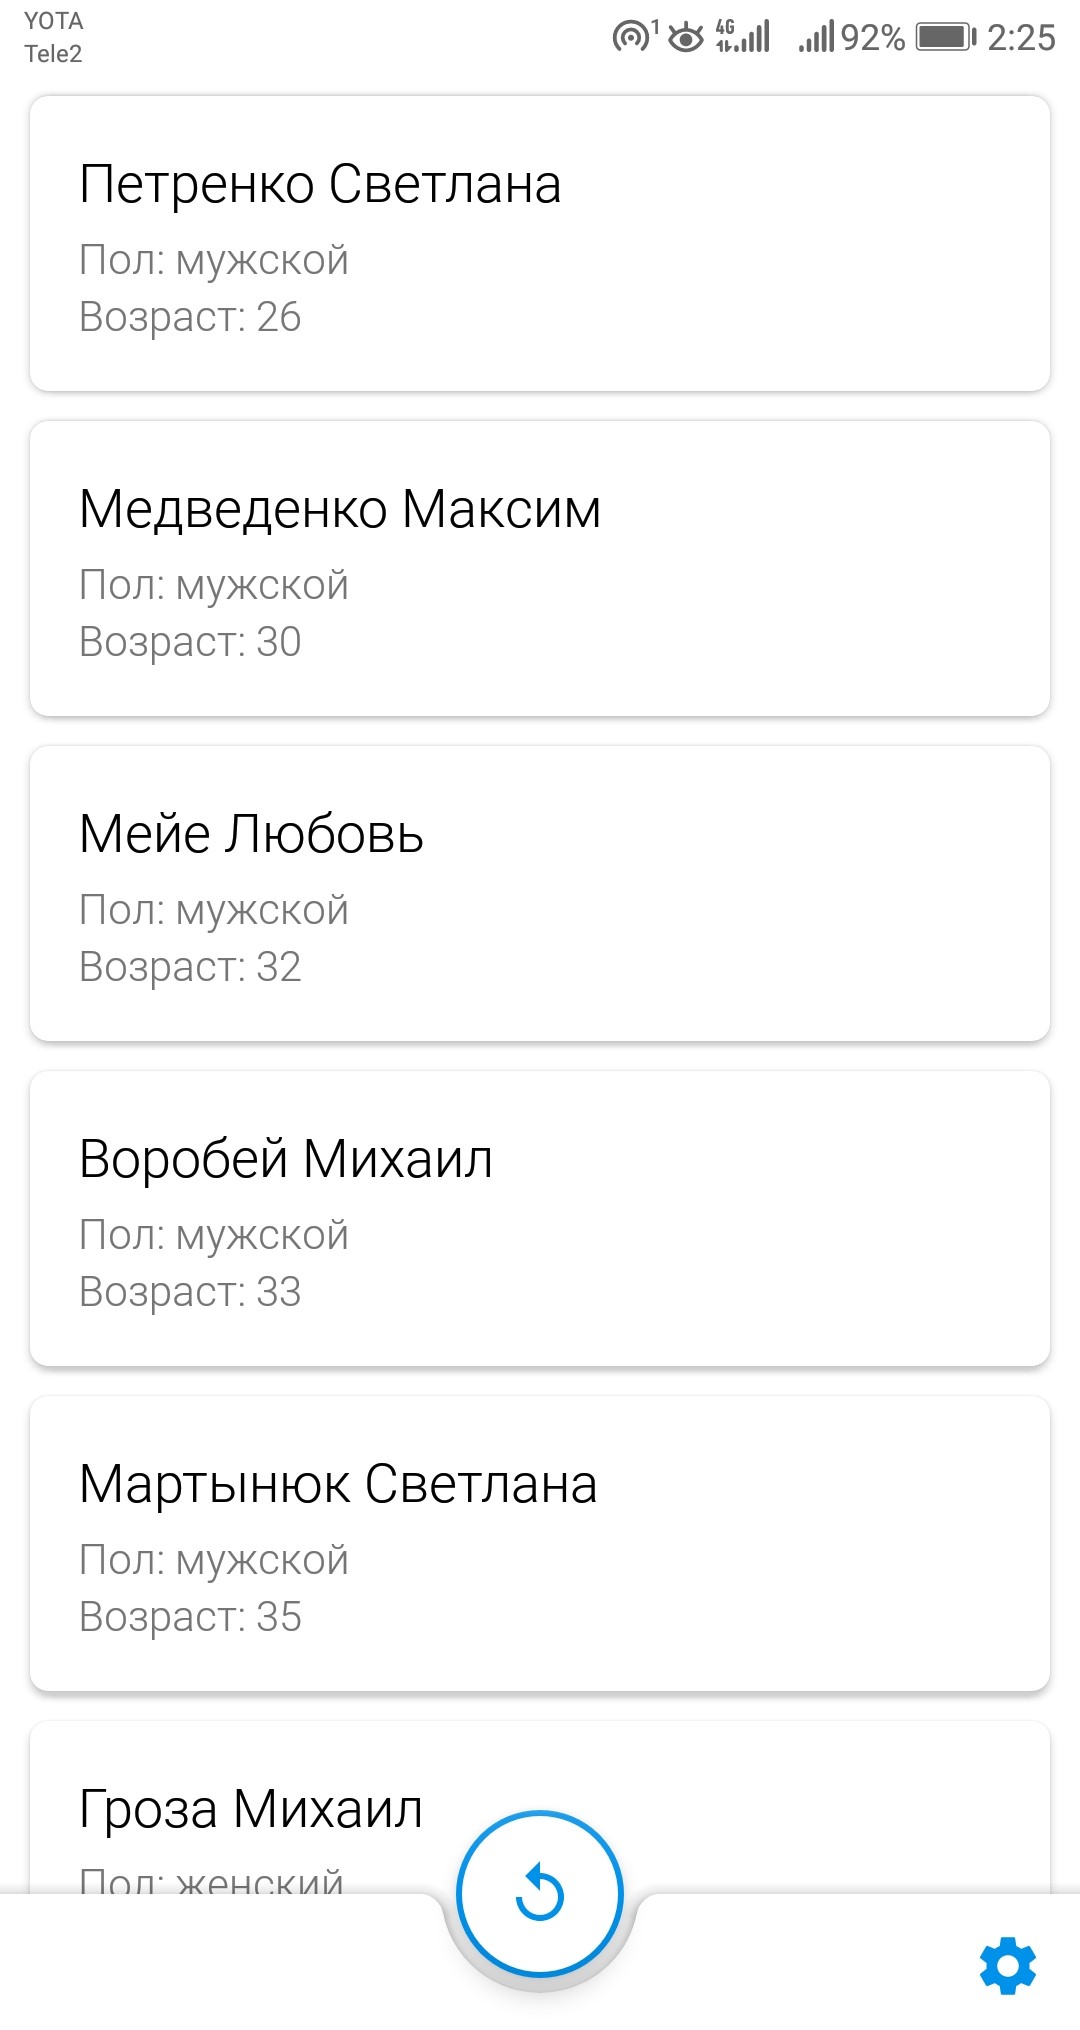 YOTA
Tele2
1 4G 92% 2:25
Петренко Светлана
Пол: мужской
Возраст: 26
Медведенко Максим
Пол: мужской
Возраст: 30
Мейе Любовь
Пол: мужской
Возраст: 32
Воробей Михаил
Пол: мужской
Возраст: 33
Мартынюк Светлана
Пол: мужской
Возраст: 35
Гроза Михаил
Пол: женский